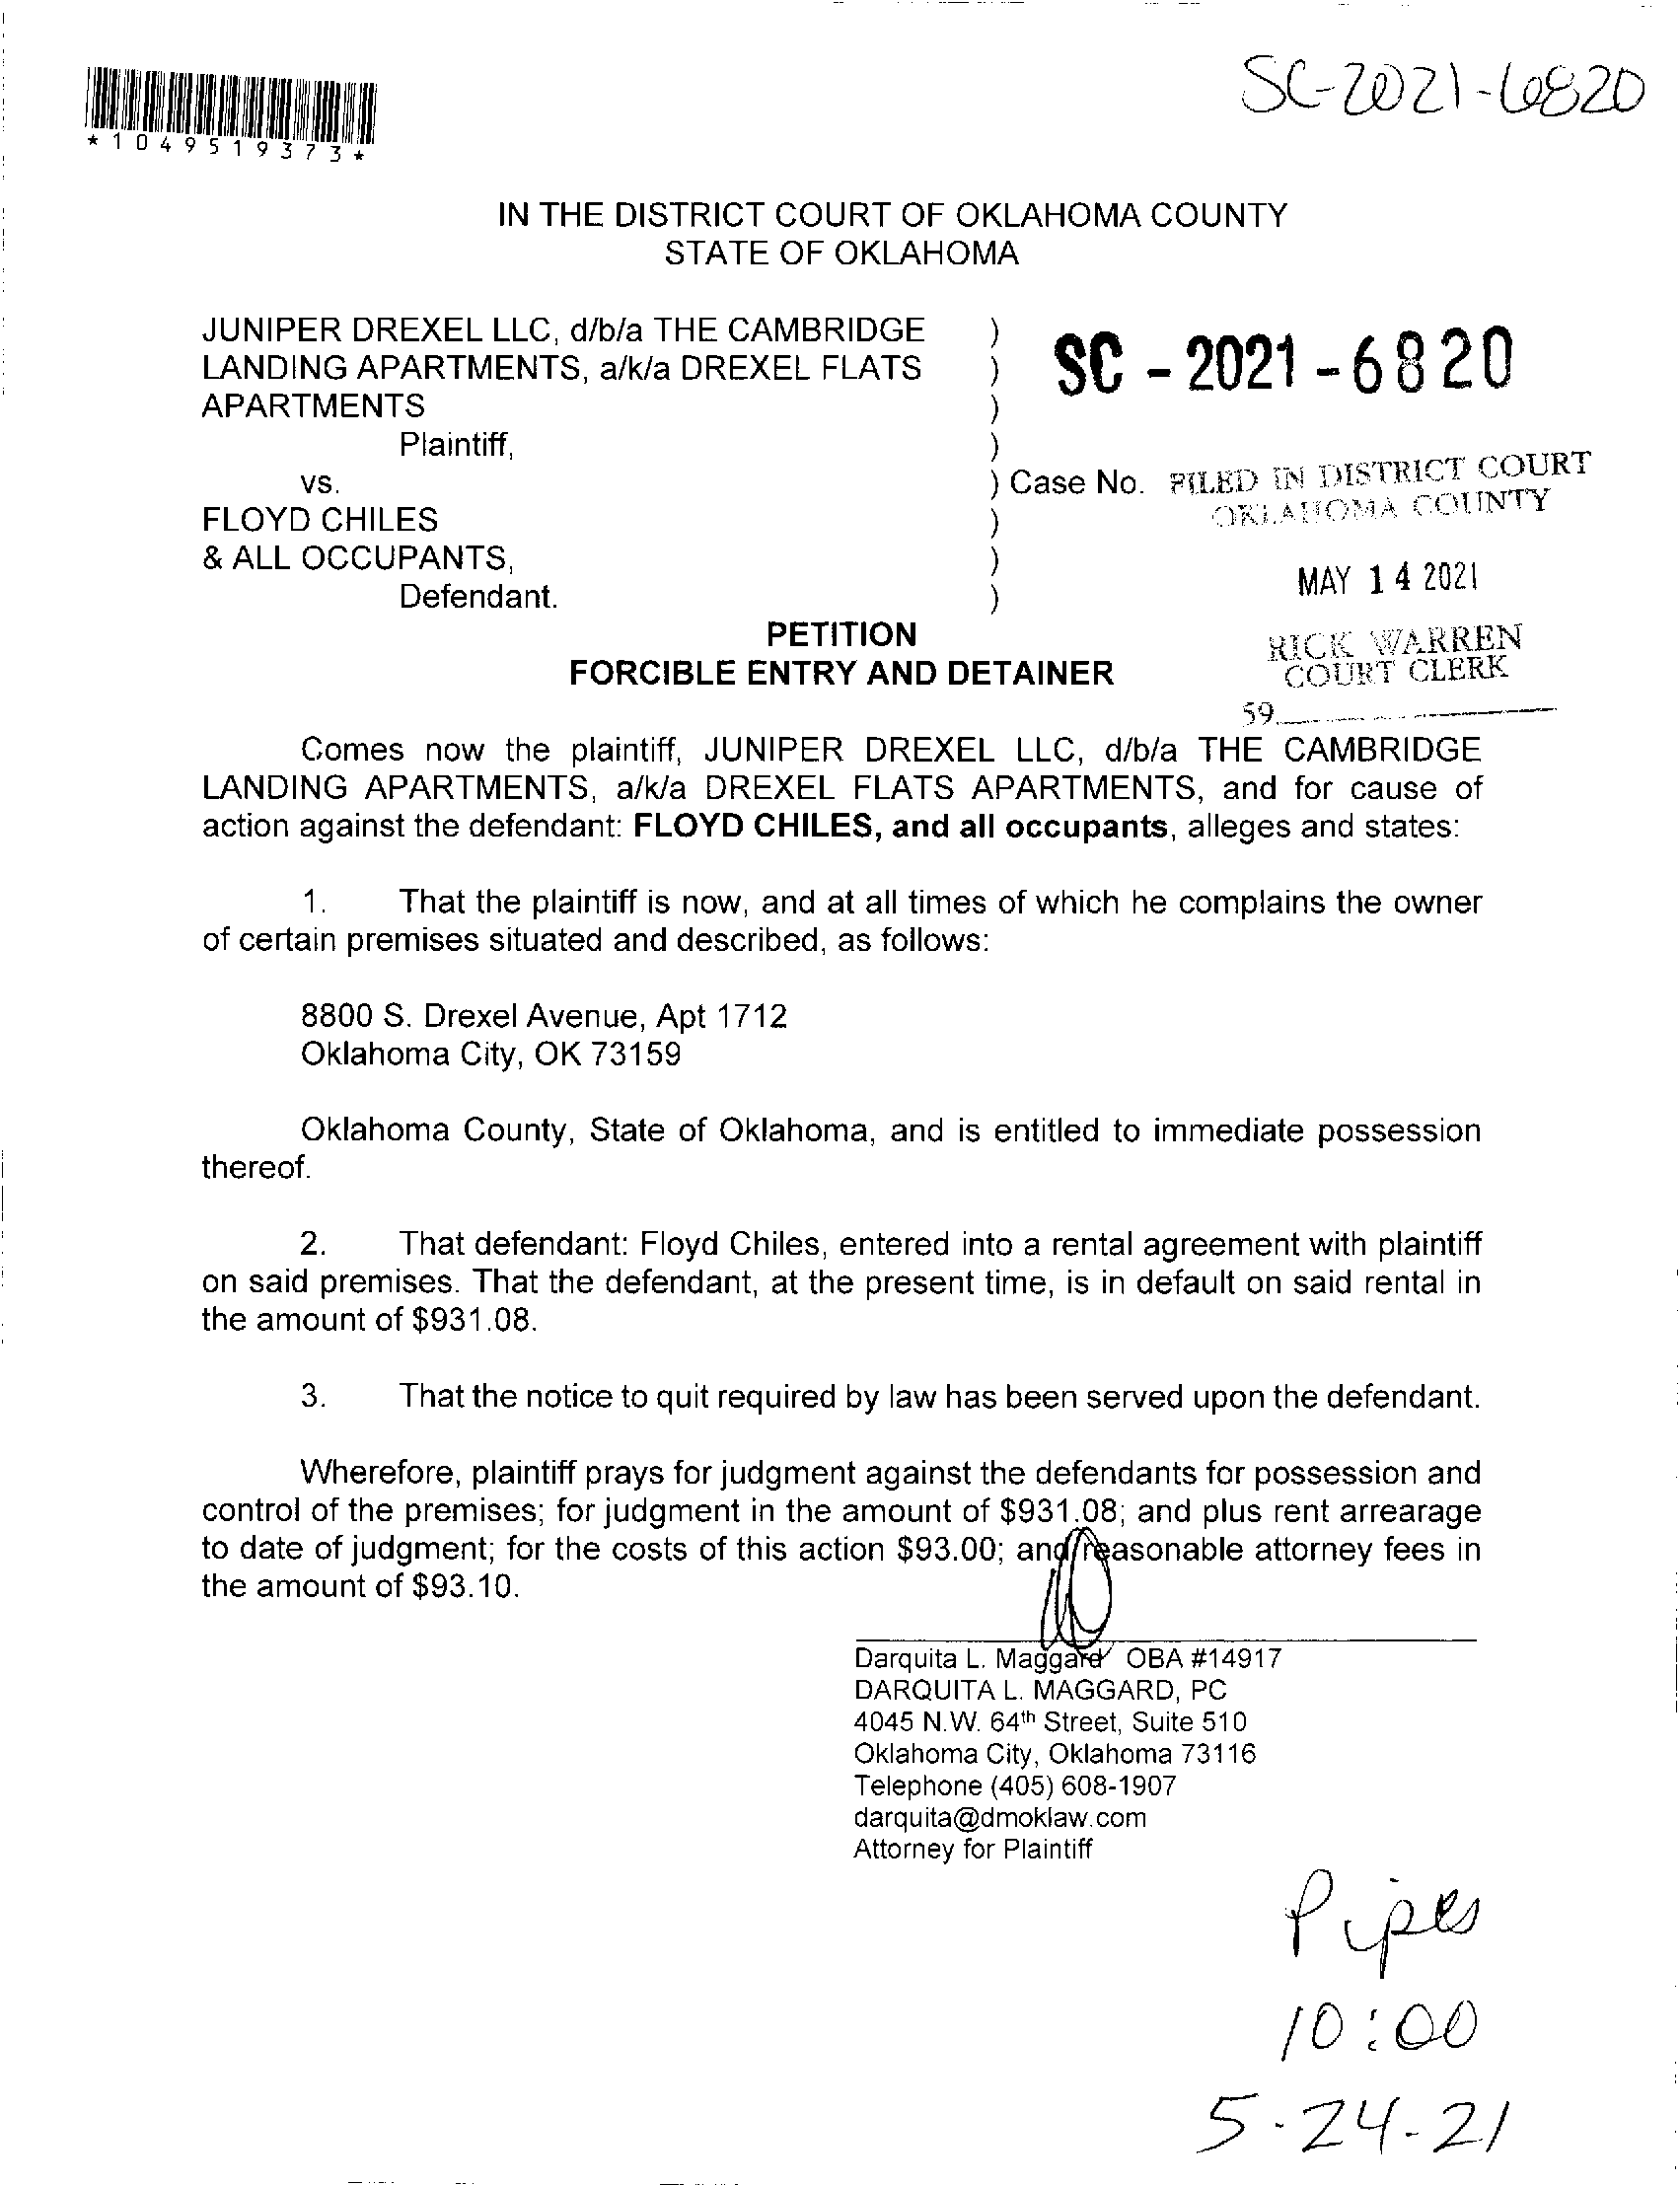 SC-2021-6820
*1049519373*
IN THE DISTRICT COURT OF OKLAHOMA COUNTY
STATE OF OKLAHOMA
JUNIPER DREXEL LLC, d/b/a THE CAMBRIDGE )
LANDING APARTMENTS, a/k/a DREXEL FLATS )
APARTMENTS )
Plaintiff, )
SC - 2021 - 6820
vs. ) Case No. FILED IN DISTRICT COURT
OKLAHOMA COUNTY
FLOYD CHILES )
& ALL OCCUPANTS, )
Defendant. )
MAY 14 2021
PETITION
FORCIBLE ENTRY AND DETAINER
RICK WARREN
COURT CLERK
59
Comes now the plaintiff, JUNIPER DREXEL LLC, d/b/a THE CAMBRIDGE
LANDING APARTMENTS, a/k/a DREXEL FLATS APARTMENTS, and for cause of
action against the defendant: FLOYD CHILES, and all occupants, alleges and states:
1. That the plaintiff is now, and at all times of which he complains the owner
of certain premises situated and described, as follows:
8800 S. Drexel Avenue, Apt 1712
Oklahoma City, OK 73159
Oklahoma County, State of Oklahoma, and is entitled to immediate possession
thereof.
2. That defendant: Floyd Chiles, entered into a rental agreement with plaintiff
on said premises. That the defendant, at the present time, is in default on said rental in
the amount of $931.08.
3. That the notice to quit required by law has been served upon the defendant.
Wherefore, plaintiff prays for judgment against the defendants for possession and
control of the premises; for judgment in the amount of $931.08; and plus rent arrearage
to date of judgment; for the costs of this action $93.00; and reasonable attorney fees in
the amount of $93.10.
Darquita L. Maggard OBA #14917
DARQUITA L. MAGGARD, PC
4045 N.W. 64th Street, Suite 510
Oklahoma City, Oklahoma 73116
Telephone (405) 608-1907
darquita@dmoklaw.com
Attorney for Plaintiff
Pipes
10:00
5-24-21